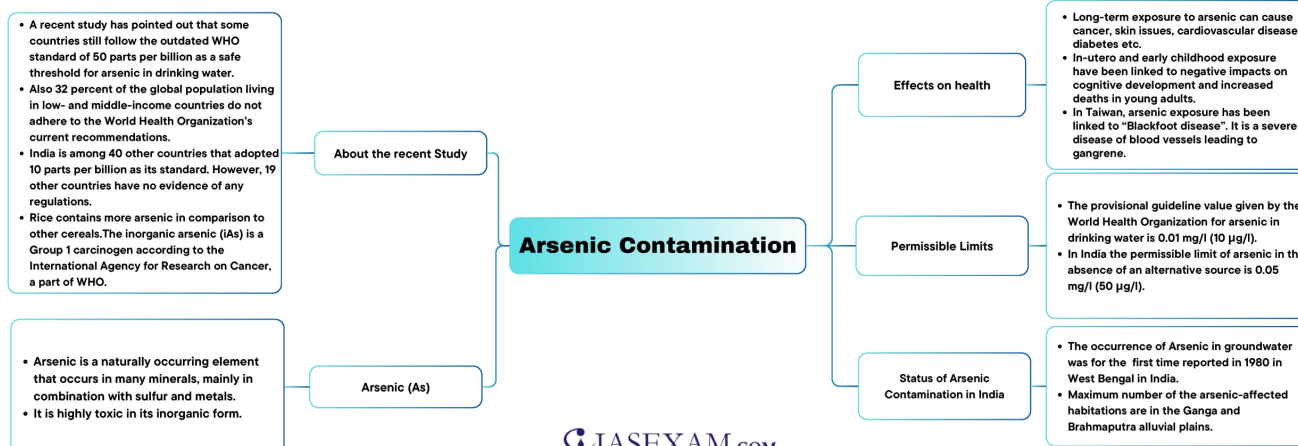 • A recent study has pointed out that some
countries still follow the outdated WHO
standard of 50 parts per billion as a safe
threshold for arsenic in drinking water.
• Also 32 percent of the global population living
in low- and middle-income countries do not
adhere to the World Health Organization's
current recommendations.
• India is among 40 other countries that adopted
10 parts per billion as its standard. However, 19
other countries have no evidence of any
regulations.
• Rice contains more arsenic in comparison to
other cereals.The inorganic arsenic (iAs) is a
Group 1 carcinogen according to the
International Agency for Research on Cancer,
a part of WHO.
About the recent Study
• Arsenic is a naturally occurring element
that occurs in many minerals, mainly in
combination with sulfur and metals.
• It is highly toxic in its inorganic form.
Arsenic (As)
Arsenic Contamination
Effects on health
• Long-term exposure to arsenic can cause
cancer, skin issues, cardiovascular disease
diabetes etc.
• In-utero and early childhood exposure
have been linked to negative impacts on
cognitive development and increased
deaths in young adults.
• In Taiwan, arsenic exposure has been
linked to “Blackfoot disease”. It is a severe
disease of blood vessels leading to
gangrene.
Permissible Limits
• The provisional guideline value given by the
World Health Organization for arsenic in
drinking water is 0.01 mg/l (10 μg/l).
• In India the permissible limit of arsenic in th
absence of an alternative source is 0.05
mg/l (50 μg/l).
Status of Arsenic
Contamination in India
• The occurrence of Arsenic in groundwater
was for the first time reported in 1980 in
West Bengal in India.
• Maximum number of the arsenic-affected
habitations are in the Ganga and
Brahmaputra alluvial plains.
IASEXAM.COM